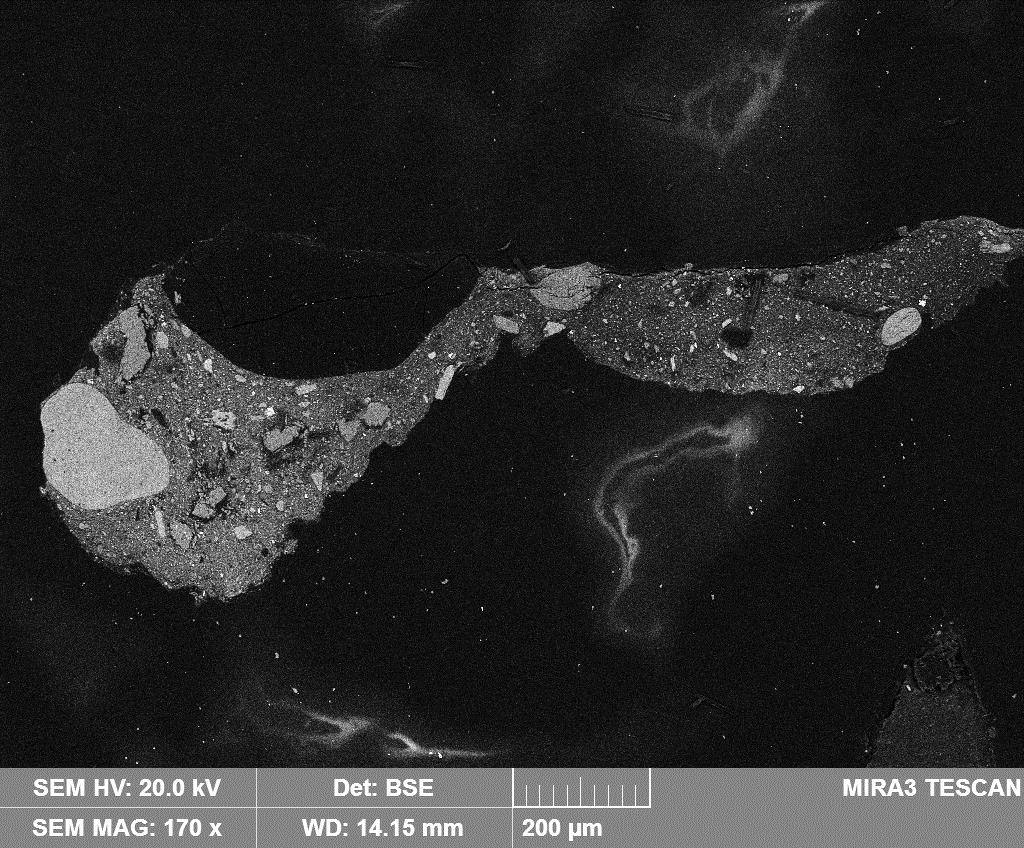 SEM HV: 20.0 kV Det: BSE MIRA3 TESCAN
SEM MAG: 170 x WD: 14.15 mm 200 µm